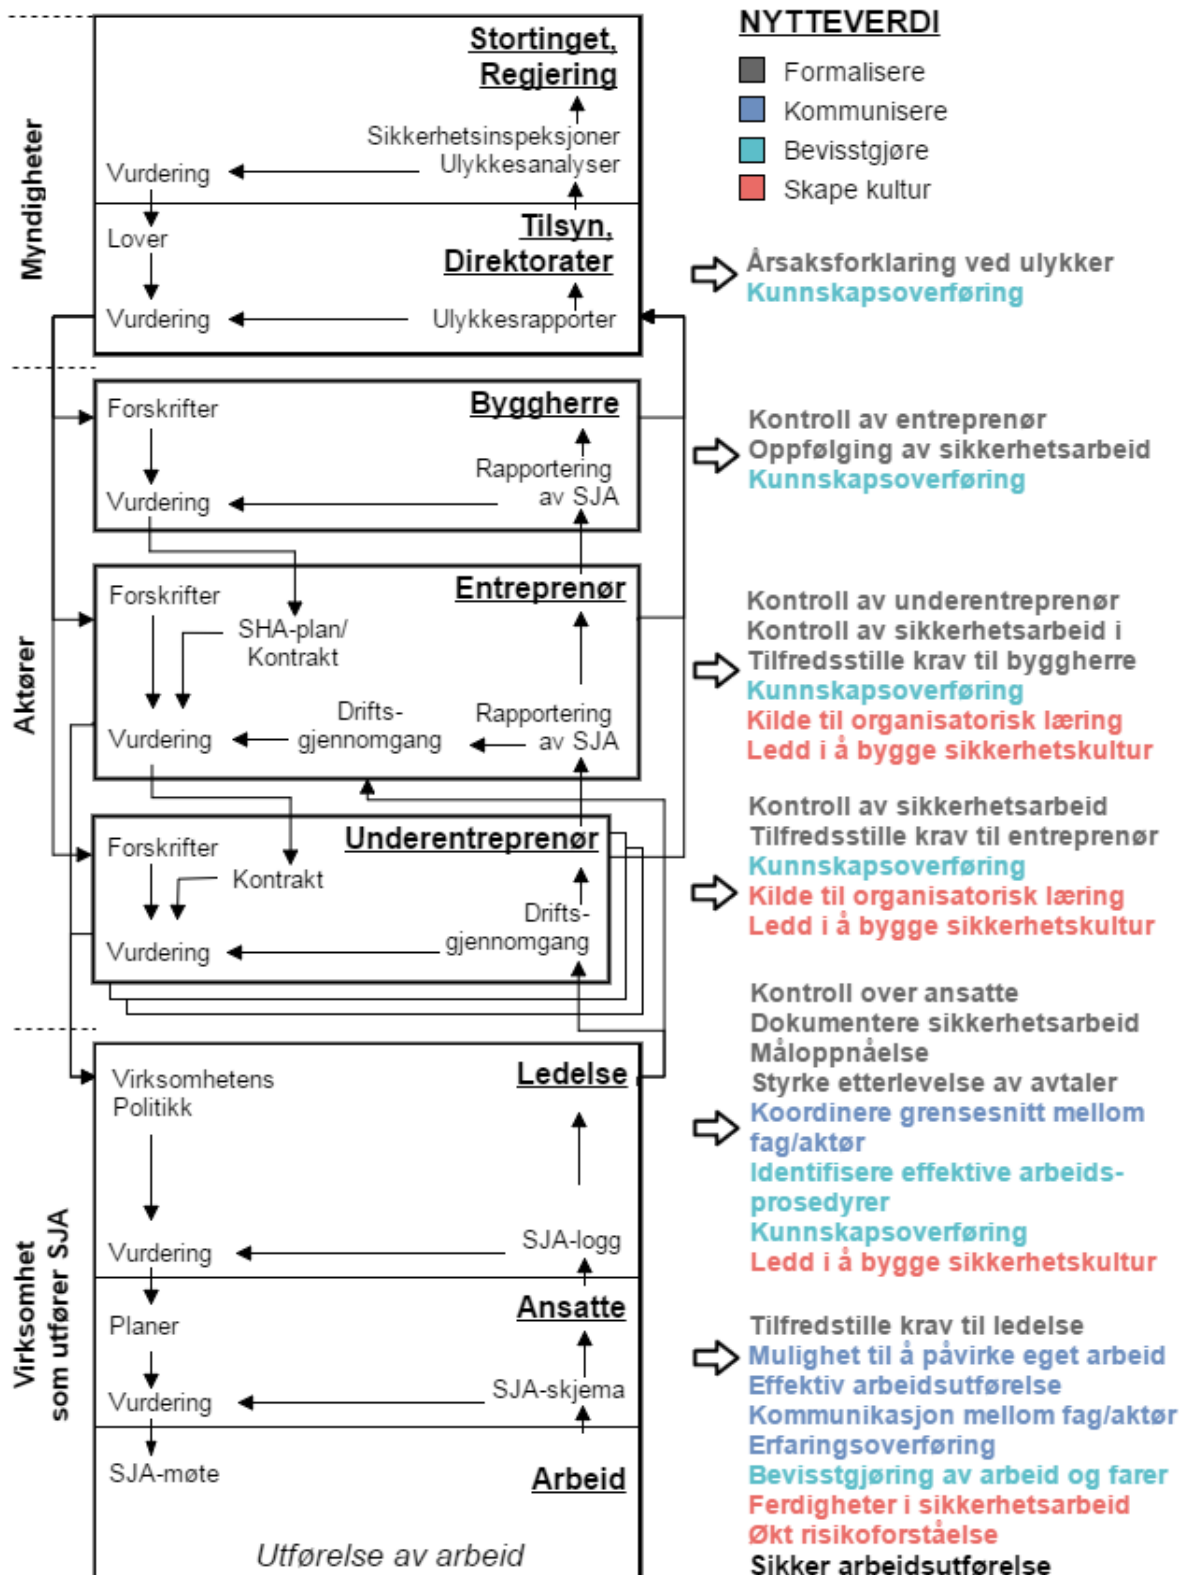 NYTTEVERDI
Formalisere
Kommunisere
Bevisstgjøre
Skape kultur
Myndigheter
Stortinget,
Regjering
Sikkerhetsinspeksjoner
Ulykkesanalyser
Vurdering
Tilsyn,
Direktorater
Lover
Vurdering
Ulykkesrapporter
Årsaksforklaring ved ulykker
Kunnskapsoverføring
Aktører
Byggherre
Forskrifter
Rapportering
av SJA
Vurdering
Kontroll av entreprenør
Oppfølging av sikkerhetsarbeid
Kunnskapsoverføring
Entreprenør
Forskrifter
SHA-plan/
Kontrakt
Drifts-
gjennomgang
Rapportering
av SJA
Vurdering
Kontroll av underentreprenør
Kontroll av sikkerhetsarbeid i
Tilfredsstille krav til byggherre
Kunnskapsoverføring
Kilde til organisatorisk læring
Ledd i å bygge sikkerhetskultur
Underentreprenør
Forskrifter
Kontrakt
Drifts-
gjennomgang
Vurdering
Kontroll av sikkerhetsarbeid
Tilfredsstille krav til entreprenør
Kunnskapsoverføring
Kilde til organisatorisk læring
Ledd i å bygge sikkerhetskultur
Virksomhet
som utfører SJA
Ledelse
Virksomhetens
Politikk
SJA-logg
Vurdering
Kontroll over ansatte
Dokumentere sikkerhetsarbeid
Måloppnåelse
Styrke etterlevelse av avtaler
Koordinere grensesnitt mellom
fag/aktør
Identifisere effektive arbeids-
prosedyrer
Kunnskapsoverføring
Ledd i å bygge sikkerhetskultur
Ansatte
Planer
SJA-skjema
Vurdering
SJA-møte
Arbeid
Utførelse av arbeid
Tilfredstille krav til ledelse
Mulighet til å påvirke eget arbeid
Effektiv arbeidsutførelse
Kommunikasjon mellom fag/aktør
Erfaringsoverføring
Bevisstgjøring av arbeid og farer
Ferdigheter i sikkerhetsarbeid
Økt risikoforståelse
Sikker arbeidsutførelse